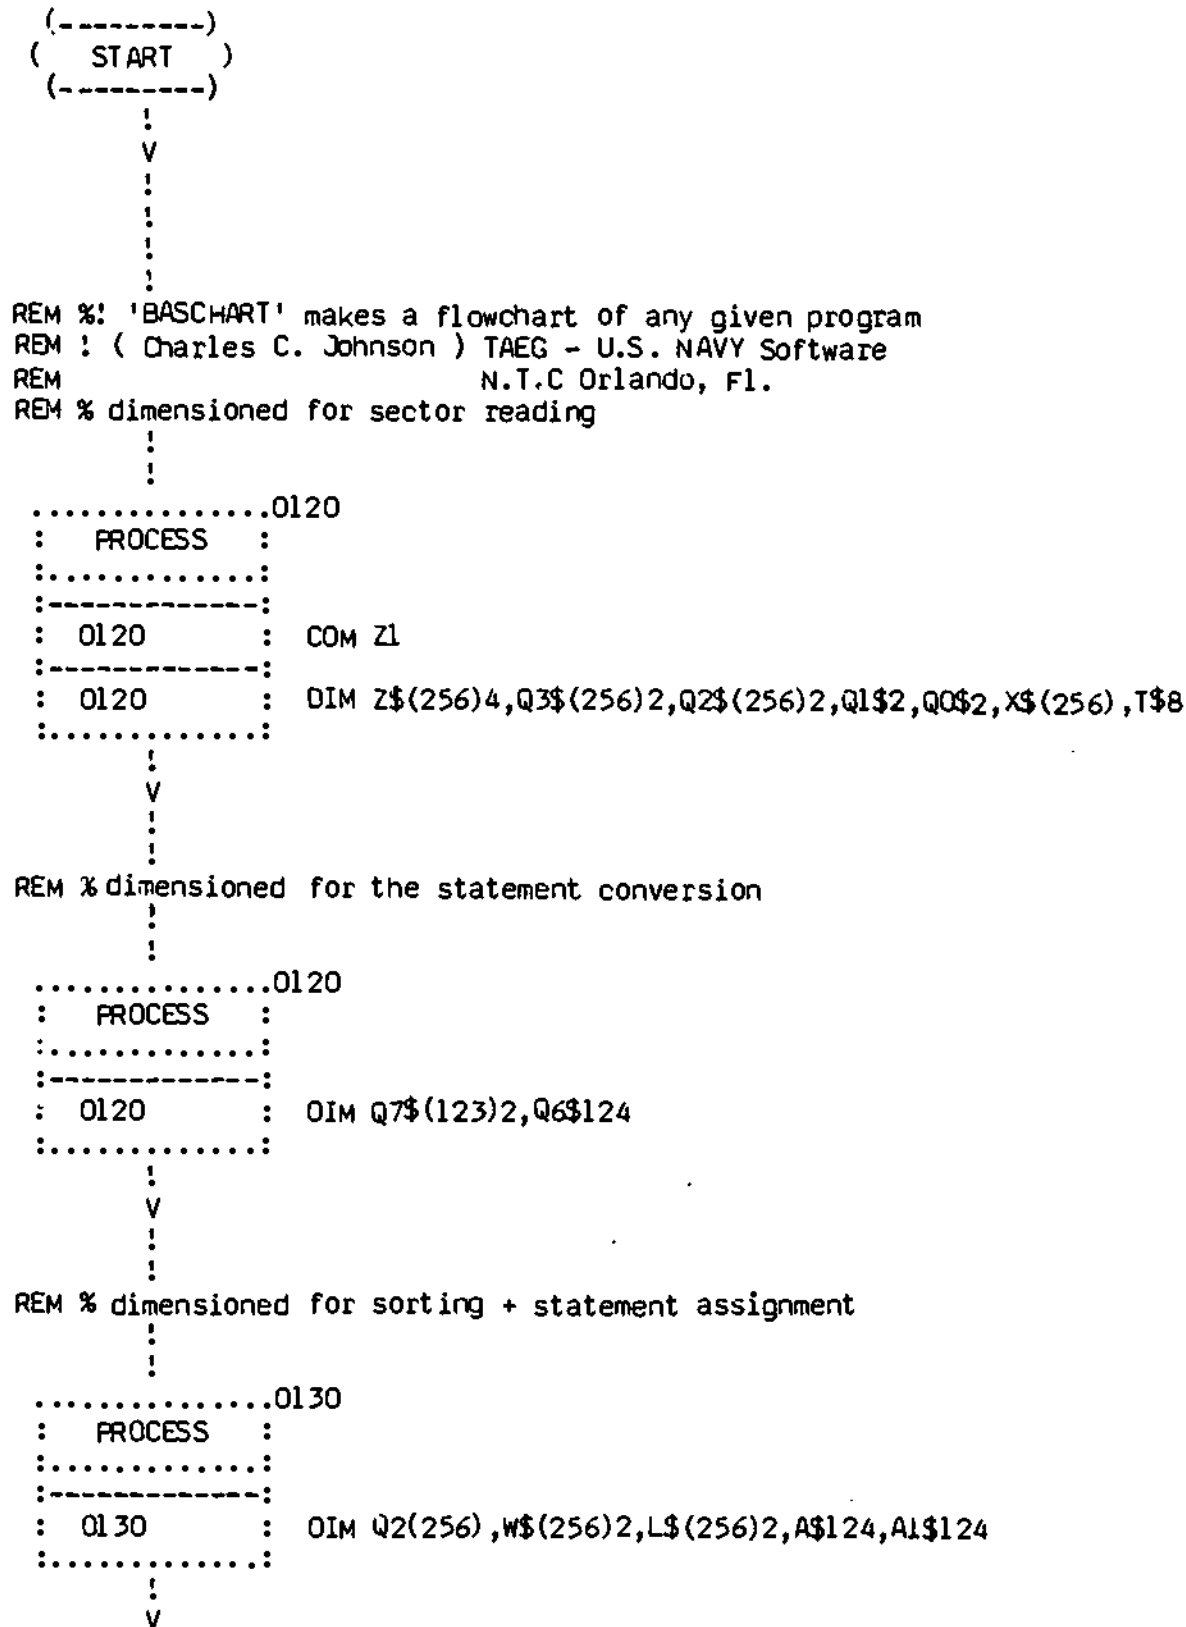 (---------)
( START )
(---------)
!
V
!
!
!
!
REM %! 'BASCHART' makes a flowchart of any given program
REM ! ( Charles C. Johnson ) TAEG - U.S. NAVY Software
REM N.T.C Orlando, Fl.
REM % dimensioned for sector reading
!
!
...............0120
: PROCESS :
:.............:
:-------------:
: 0120 : COM Z1
:-------------:
: 0120 : DIM Z$(256)4,Q3$(256)2,Q2$(256)2,Q1$2,Q0$2,X$(256),T$8
:.............:
!
V
!
!
REM % dimensioned for the statement conversion
!
!
...............0120
: PROCESS :
:.............:
:-------------:
: 0120 : DIM Q7$(123)2,Q6$124
:.............:
!
V
!
!
REM % dimensioned for sorting + statement assignment
!
!
...............0130
: PROCESS :
:.............:
:-------------:
: 0130 : DIM Q2(256),W$(256)2,L$(256)2,A$124,A1$124
:.............:
!
V